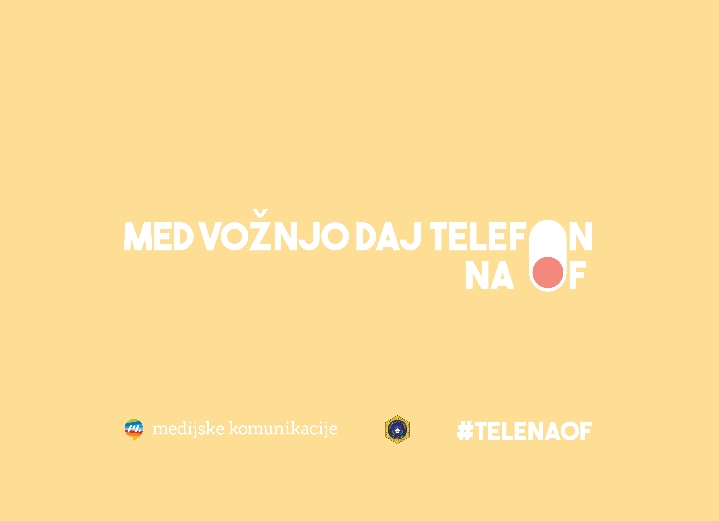 MED VOŽNJO DAJ TELEFON
NA OF
medijske komunikacije
#TELENAOF